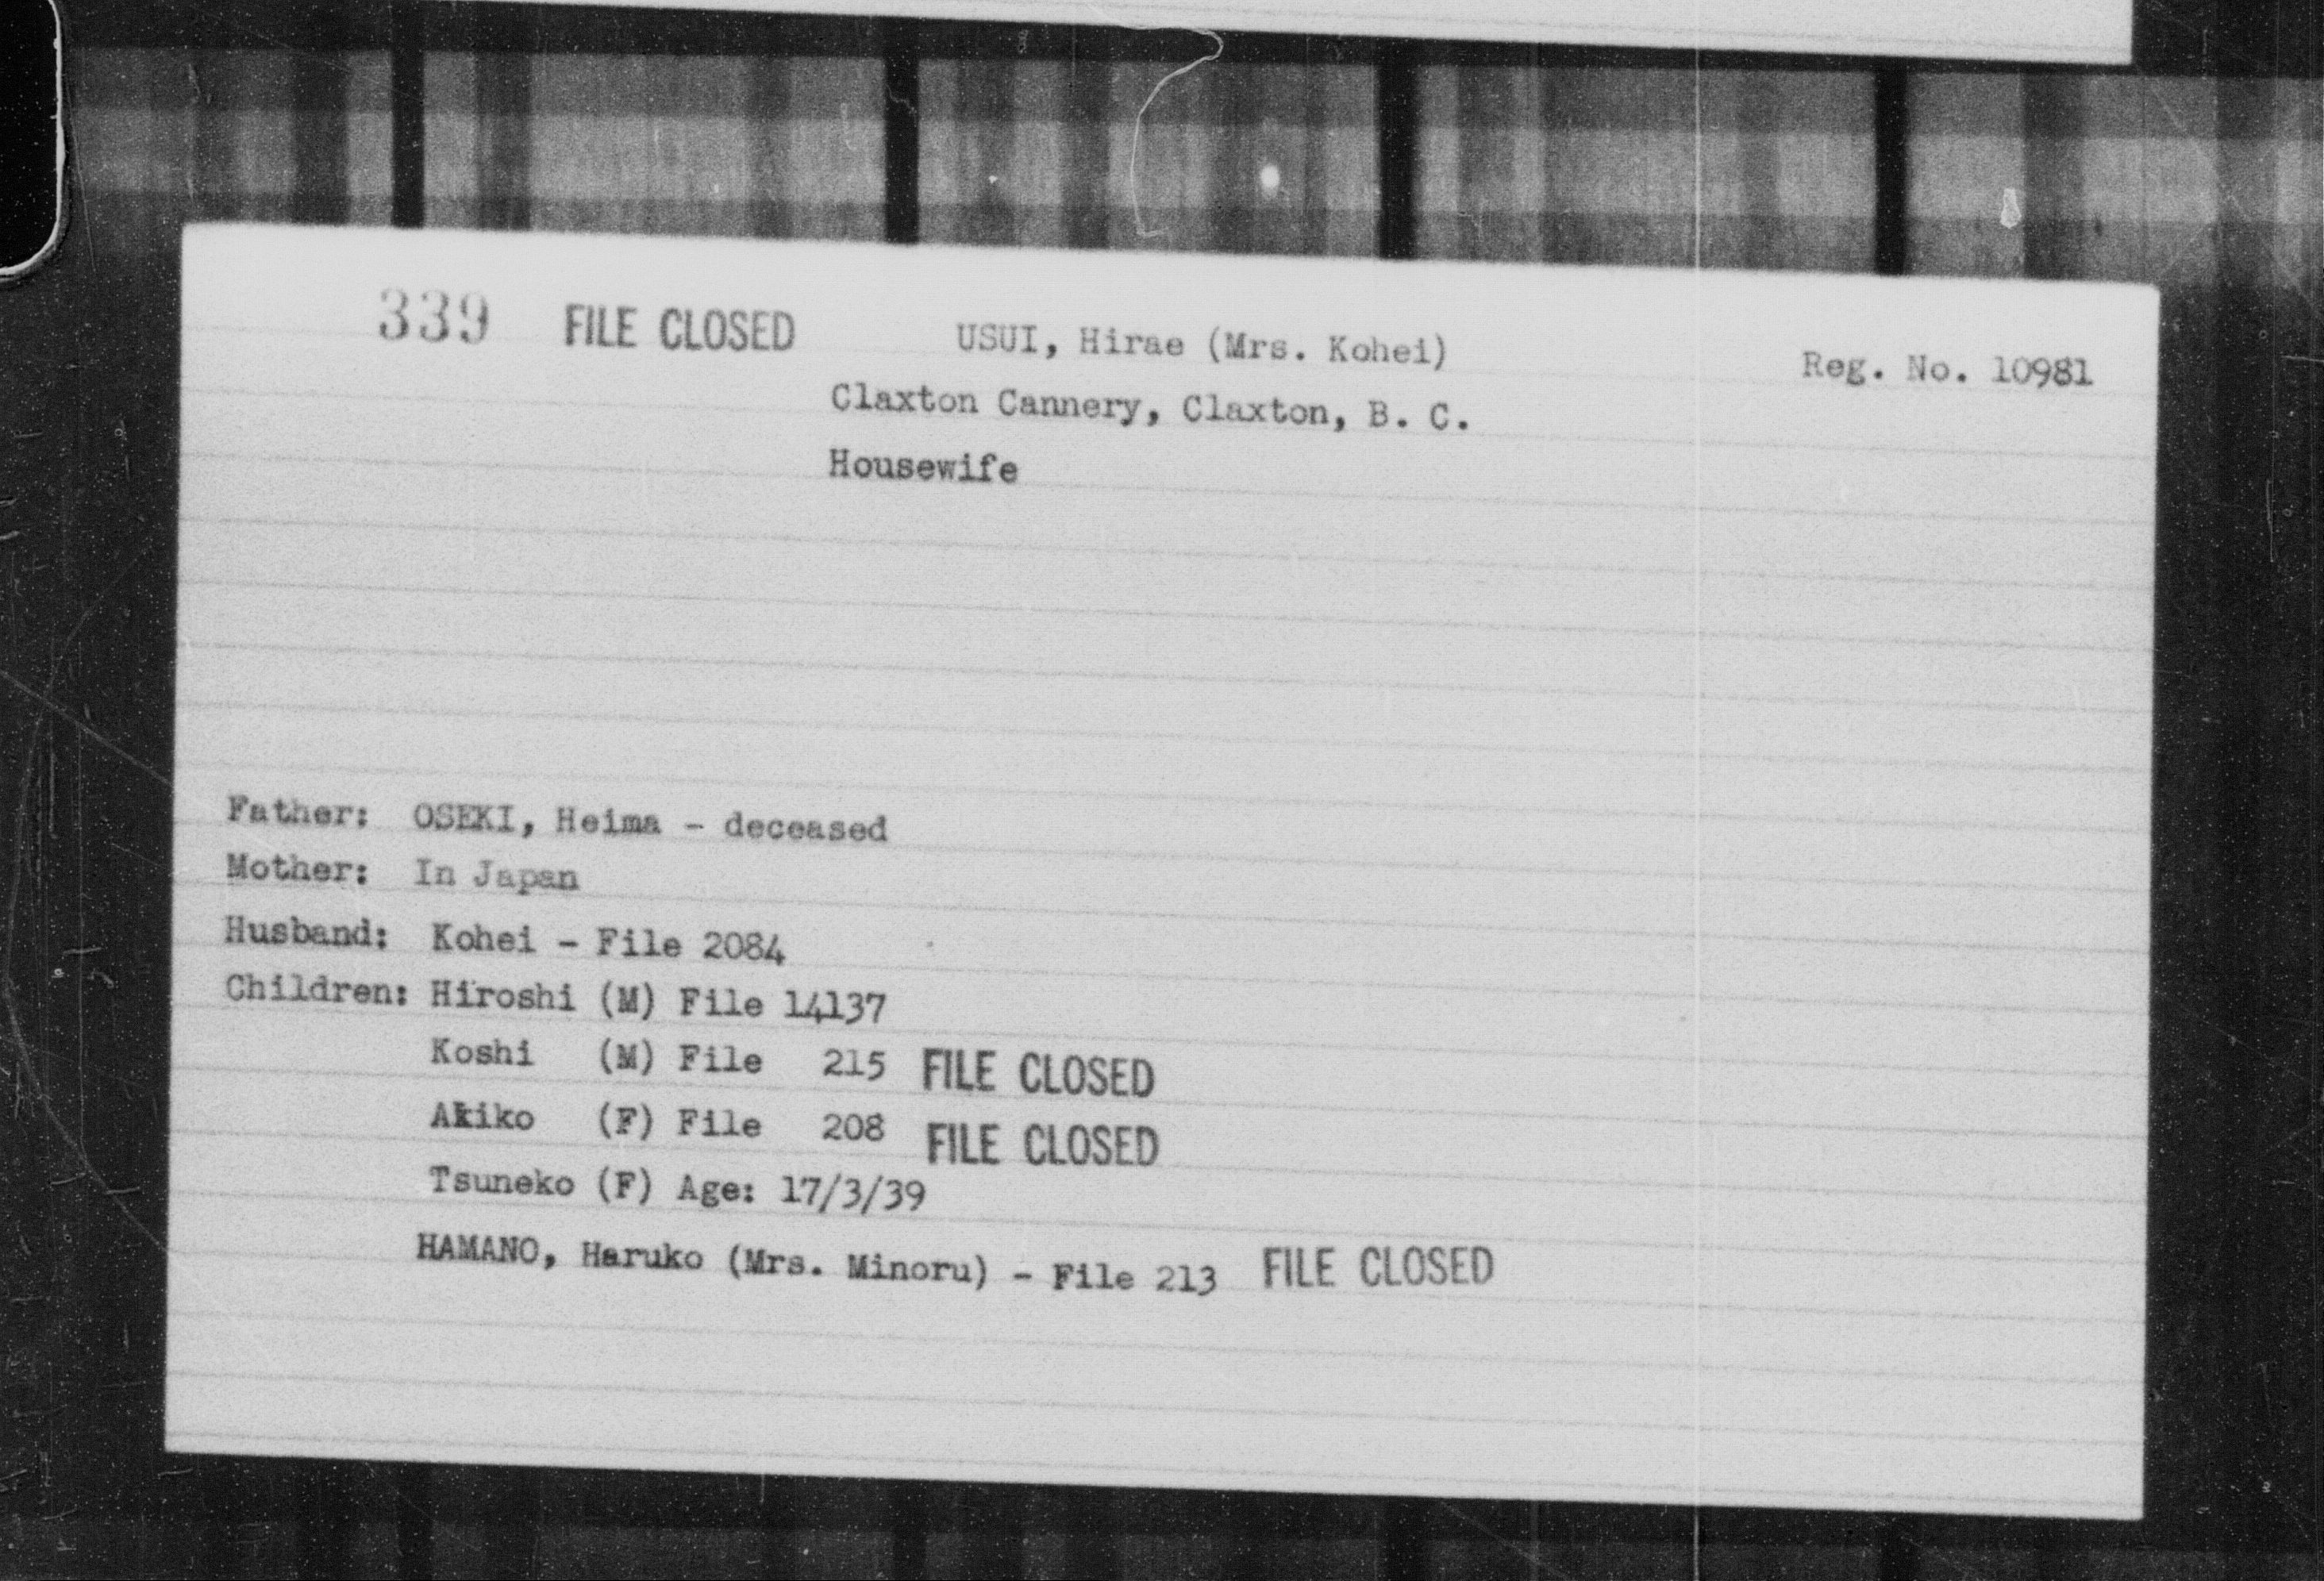 339 FILE CLOSED USUI, Hirae (Mrs. Kohei) Reg. No. 10981
Claxton Cannery, Claxton, B. C.
Housewife
Father: OSEKI, Heima - deceased
Mother: In Japan
Husband: Kohei - File 2084
Children: Hiroshi (M) File 14137
Koshi (M) File 215 FILE CLOSED
Akiko (F) File 208 FILE CLOSED
Tsuneko (F) Age: 17/3/39
HAMANO, Haruko (Mrs. Minoru) - File 213 FILE CLOSED